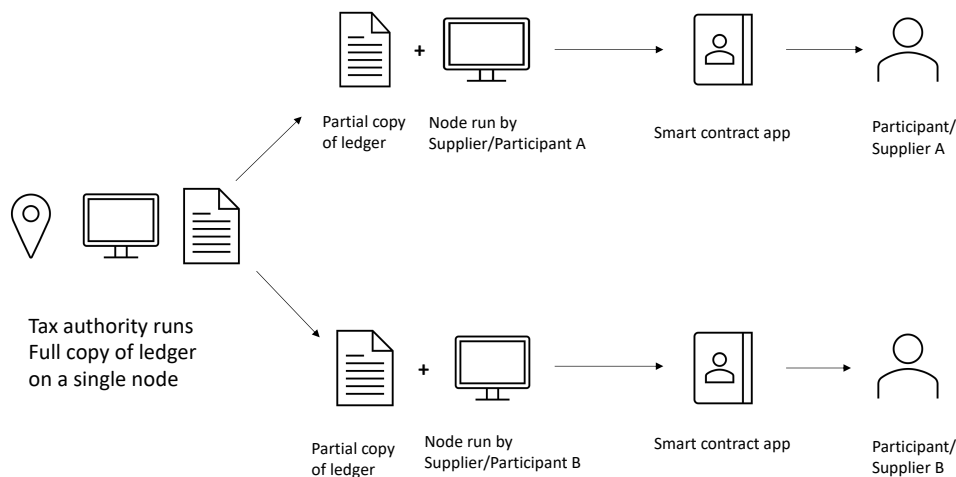 +
Partial copy
of ledger
Node run by
Supplier/Participant A
Smart contract app
Participant/
Supplier A
Tax authority runs
Full copy of ledger
on a single node
+
Partial copy
of ledger
Node run by
Supplier/Participant B
Smart contract app
Participant/
Supplier B